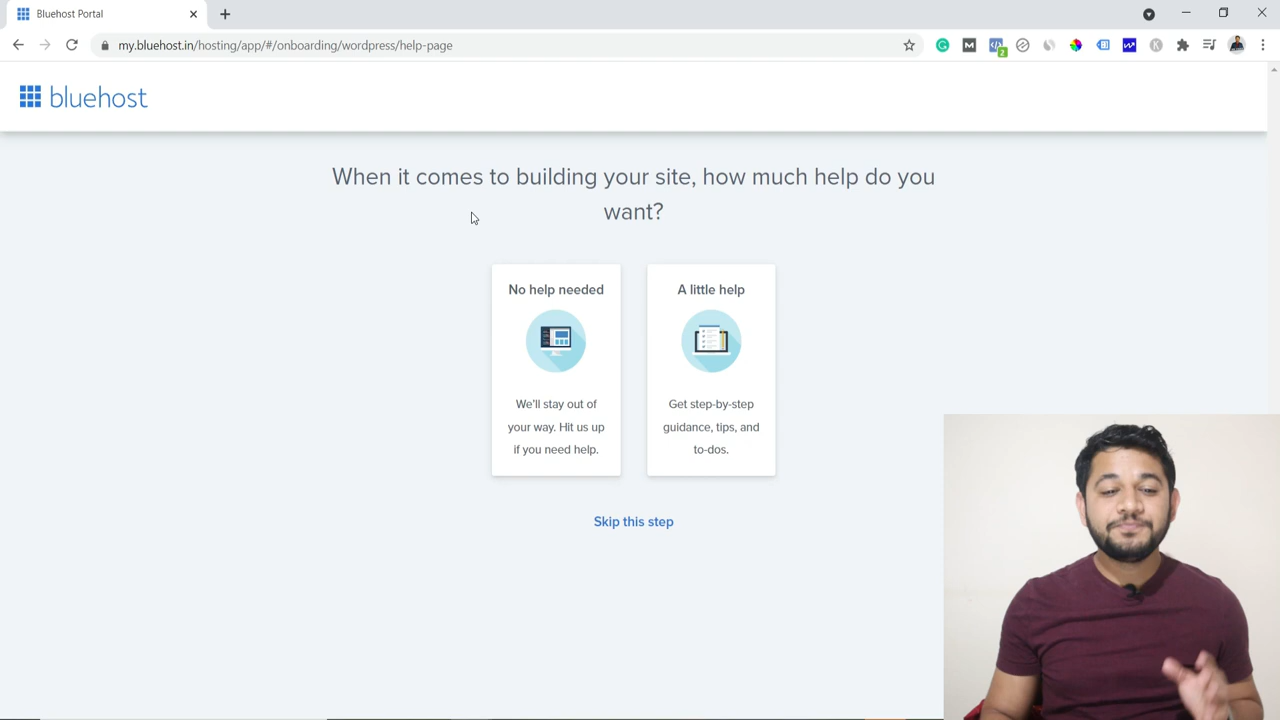 Bluehost Portal
my.bluehost.in/hosting/app/#/onboarding/wordpress/help-page
2
bluehost
When it comes to building your site, how much help do you
want?
No help needed
We'll stay out of
your way. Hit us up
if you need help.
A little help
Get step-by-step
guidance, tips, and
to-dos.
Skip this step